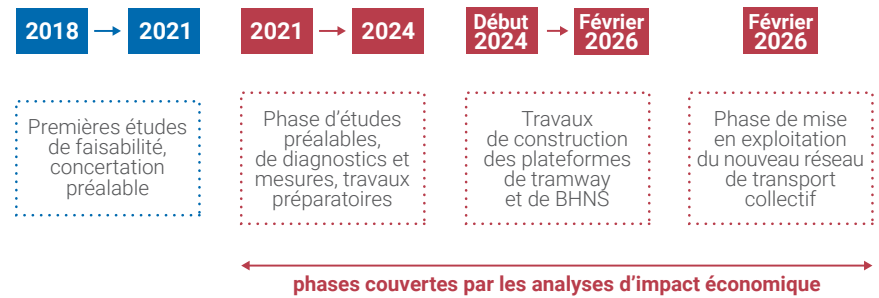 2018 → 2021
Premières études
de faisabilité,
concertation
préalable
2021 → 2024
Phase d’études
préalables,
de diagnostics et
mesures, travaux
préparatoires
Début
2024 → Février
2026
Travaux
de construction
des plateformes
de tramway
et de BHNS
Février
2026
Phase de mise
en exploitation
du nouveau réseau
de transport
collectif
phases couvertes par les analyses d’impact économique